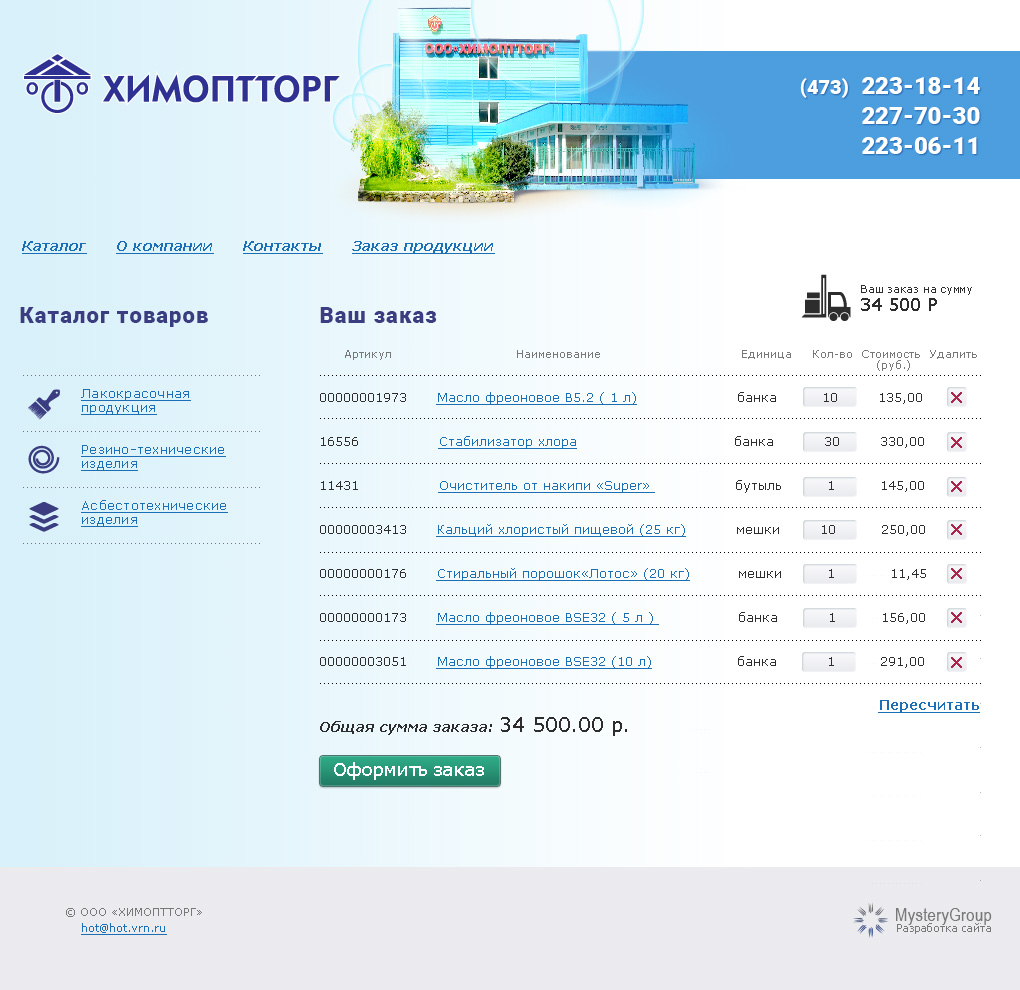 ООО«ХИМОПТТОРГ»
ХИМОПТТОРГ
(473) 223-18-14
227-70-30
223-06-11
Каталог О компании Контакты Заказ продукции
Ваш заказ на сумму
34 500 Р
Каталог товаров
Лакокрасочная
продукция
Резино-технические
изделия
Асбестотехнические
изделия
Ваш заказ
Артикул Наименование Единица Кол-во Стоимость Удалить
(руб.)
00000001973 Масло фреоновое B5.2 ( 1 л) банка 10 135,00
16556 Стабилизатор хлора банка 30 330,00
11431 Очиститель от накипи «Super» бутыль 1 145,00
00000003413 Кальций хлористый пищевой (25 кг) мешки 10 250,00
00000000176 Стиральный порошок«Лотос» (20 кг) мешки 1 11,45
00000000173 Масло фреоновое BSE32 ( 5 л ) банка 1 156,00
00000003051 Масло фреоновое BSE32 (10 л) банка 1 291,00
Пересчитать
Общая сумма заказа: 34 500.00 р.
Оформить заказ
© ООО «ХИМОПТТОРГ»
hot@hot.vrn.ru
MysteryGroup
Разработка сайта